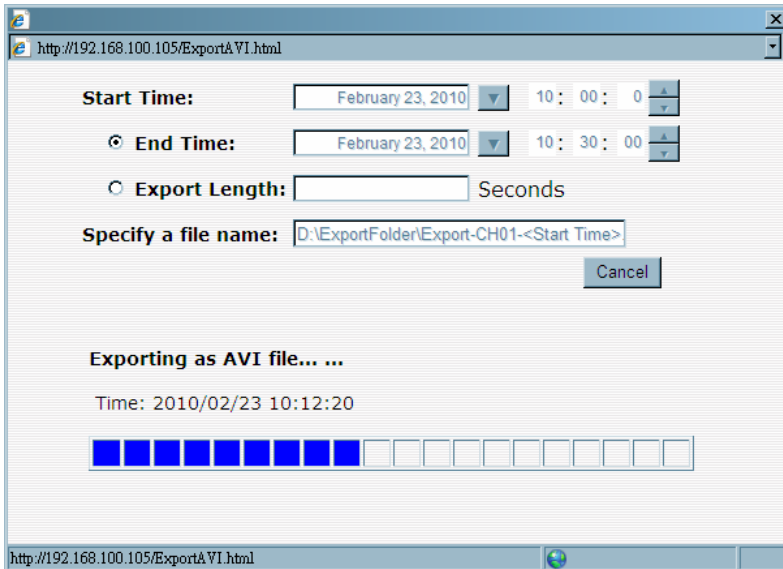 http://192.168.100.105/ExportAVI.html
Start Time: February 23, 2010 10: 00: 0
End Time: February 23, 2010 10: 30: 00
Export Length: Seconds
Specify a file name: D:\ExportFolder\Export-CH01-<Start Time>
Cancel
Exporting as AVI file... ...
Time: 2010/02/23 10:12:20
http://192.168.100.105/ExportAVI.html